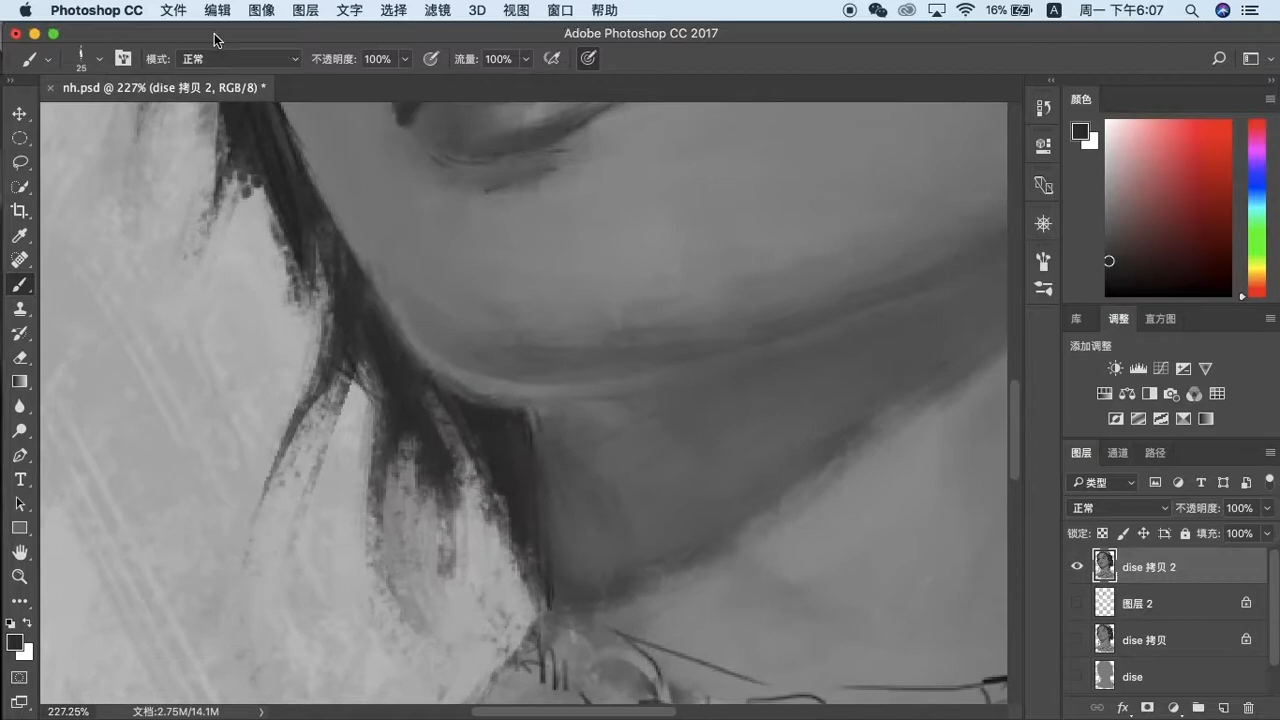 Photoshop CC 文件 编辑 图像 图层 文字 选择 滤镜 3D 视图 窗口 帮助 16% A 周一 下午6:07
Adobe Photoshop CC 2017
25 模式: 正常 不透明度: 100% 流量: 100%
× nh.psd @ 227% (dise 拷贝 2, RGB/8) *
颜色
库 调整 直方图
添加调整
图层 通道 路径
类型
正常 不透明度: 100%
锁定: 填充: 100%
dise 拷贝 2
图层 2
dise 拷贝
dise
227.25% 文档:2.75M/14.1M